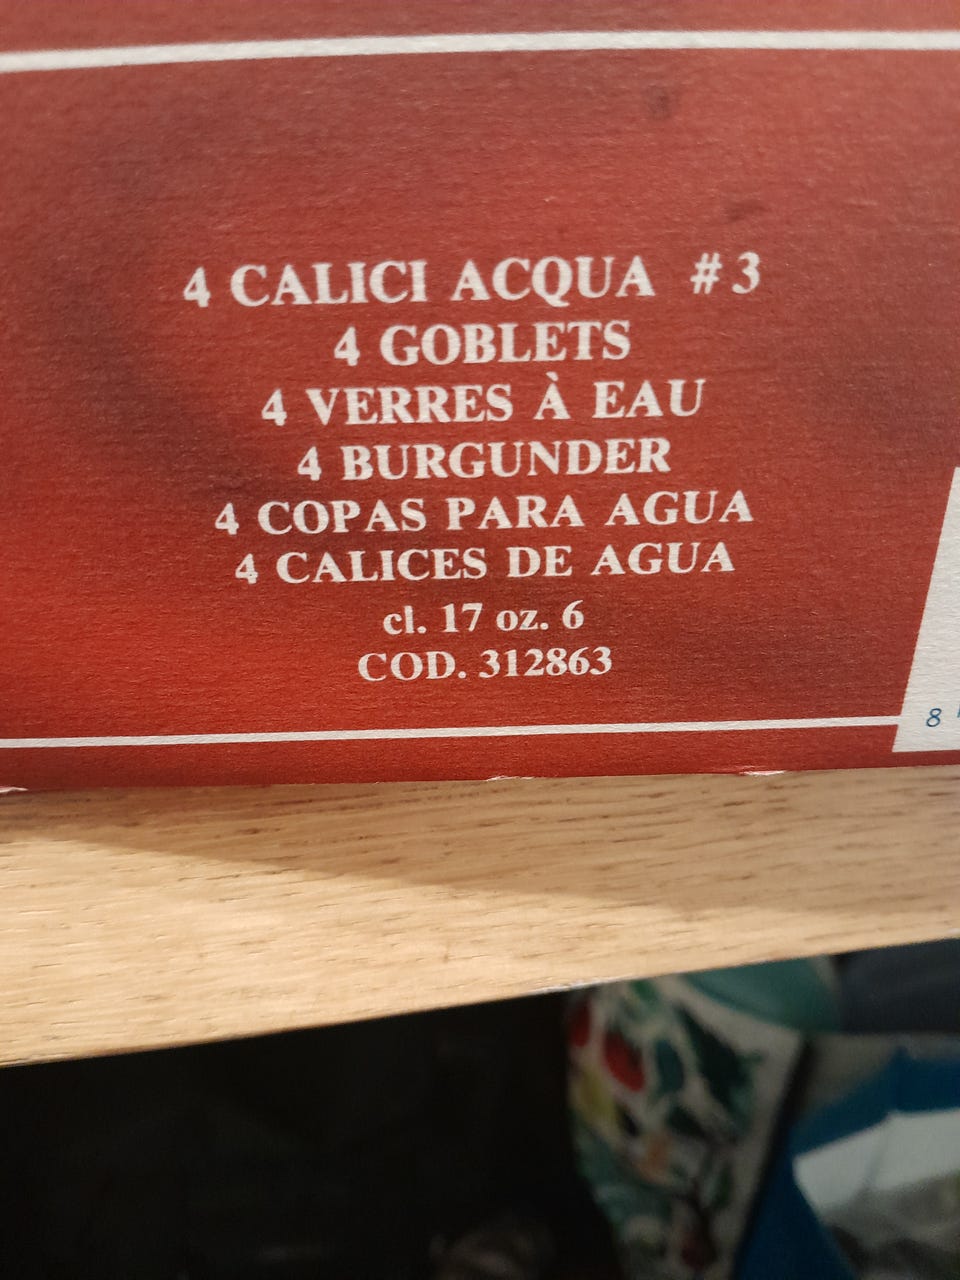 4 CALICI ACQUA #3
4 GOBLETS
4 VERRES À EAU
4 BURGUNDER
4 COPAS PARA AGUA
4 CALICES DE AGUA
cl. 17 oz. 6
COD. 312863
8